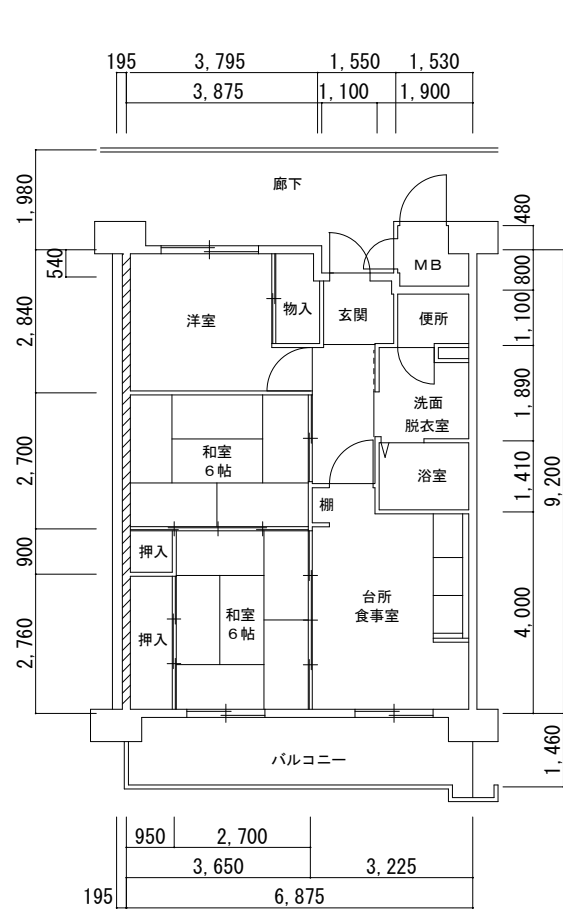 195 3,795 1,550 1,530
3,875 1,100 1,900
1,980
廊下
480
540
MB
800
2,840
洋室
物入
玄関
便所
1,100
洗面
脱衣室
1,890
2,700
和室
6帖
浴室
1,410
9,200
棚
900
押入
台所
食事室
4,000
2,760
押入
和室
6帖
バルコニー
1,460
950 2,700
3,650 3,225
195 6,875